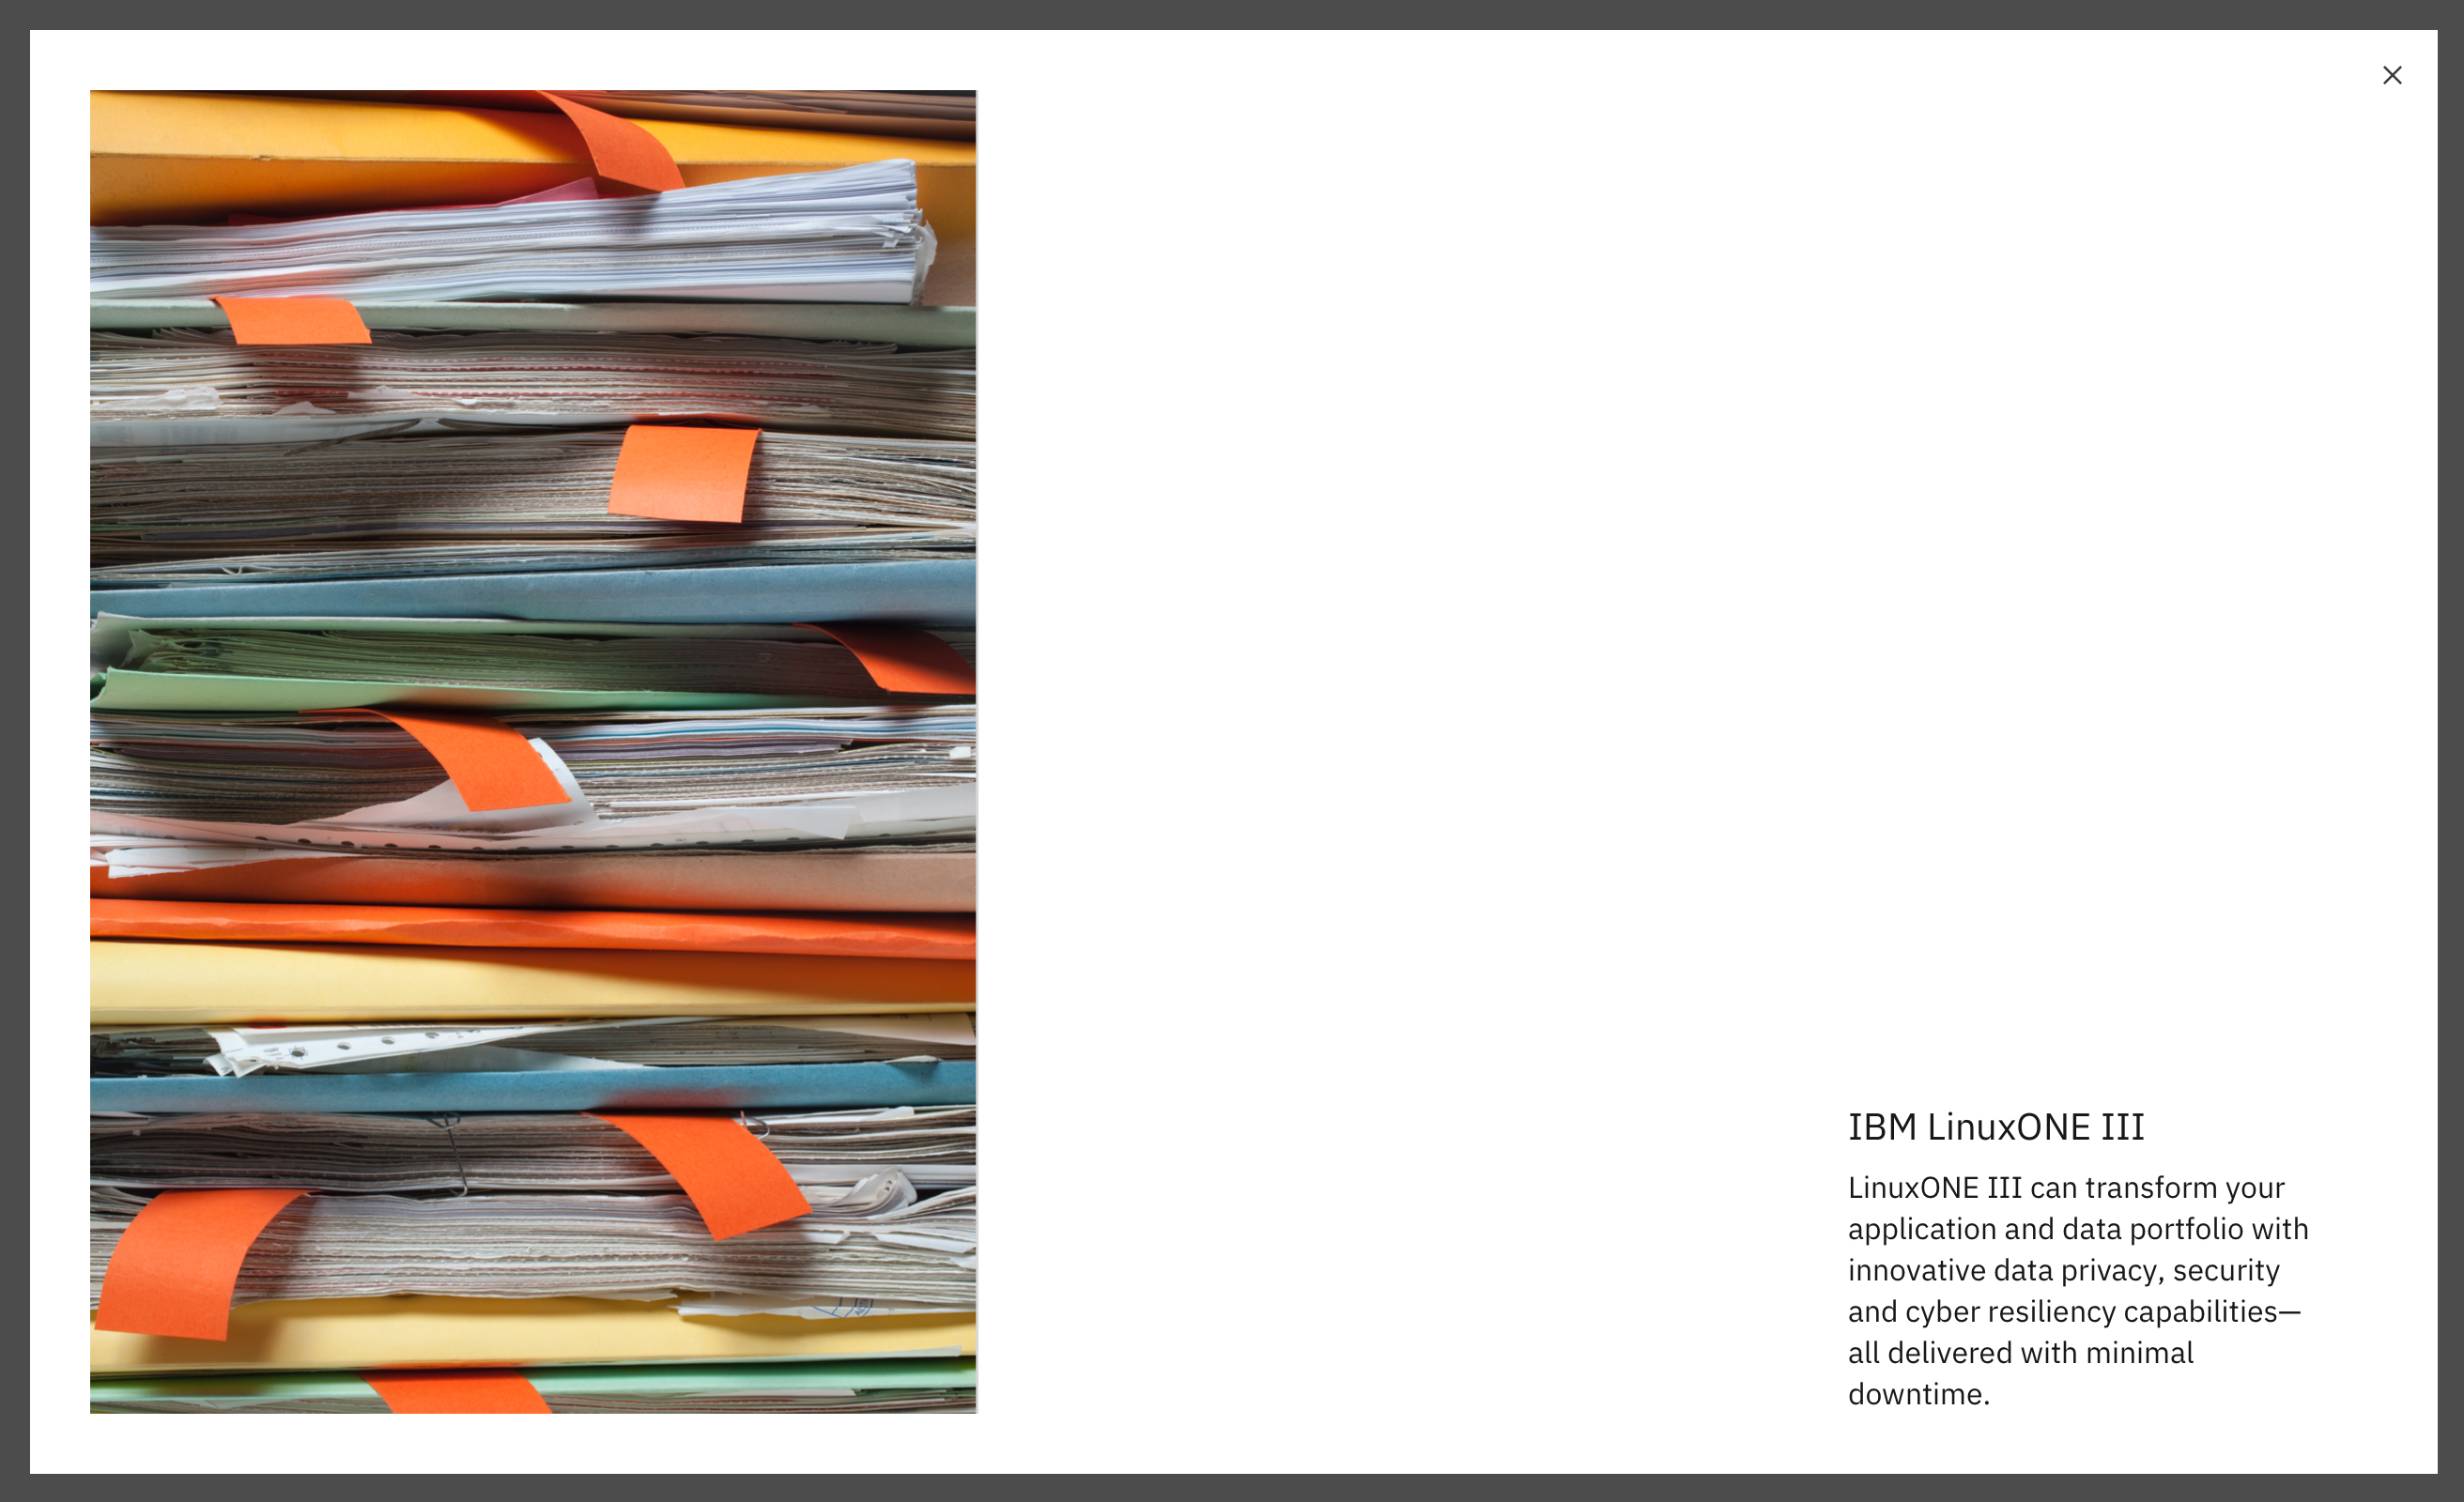 IBM LinuxONE III
LinuxONE III can transform your
application and data portfolio with
innovative data privacy, security
and cyber resiliency capabilities—
all delivered with minimal
downtime.